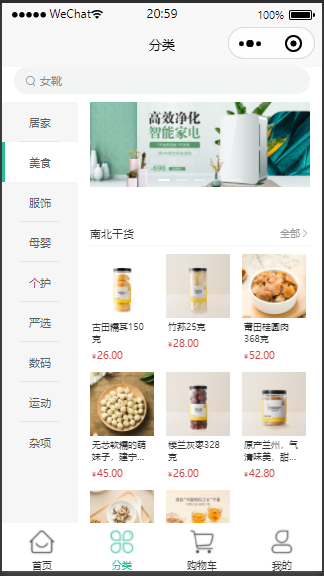 WeChat
20:59
100%
分类
女靴
居家
美食
服饰
母婴
个护
严选
数码
运动
杂项
高效净化
智能家电
698
南北干货
全部
古田糯耳150
克
¥26.00
竹荪25克
¥28.00
莆田桂圆肉
368克
¥52.00
无芯软糯的萌
妹子，建宁...
¥45.00
楼兰灰枣328
克
¥26.00
原产兰州，气
清味美，甜...
¥42.80
首页
分类
购物车
我的